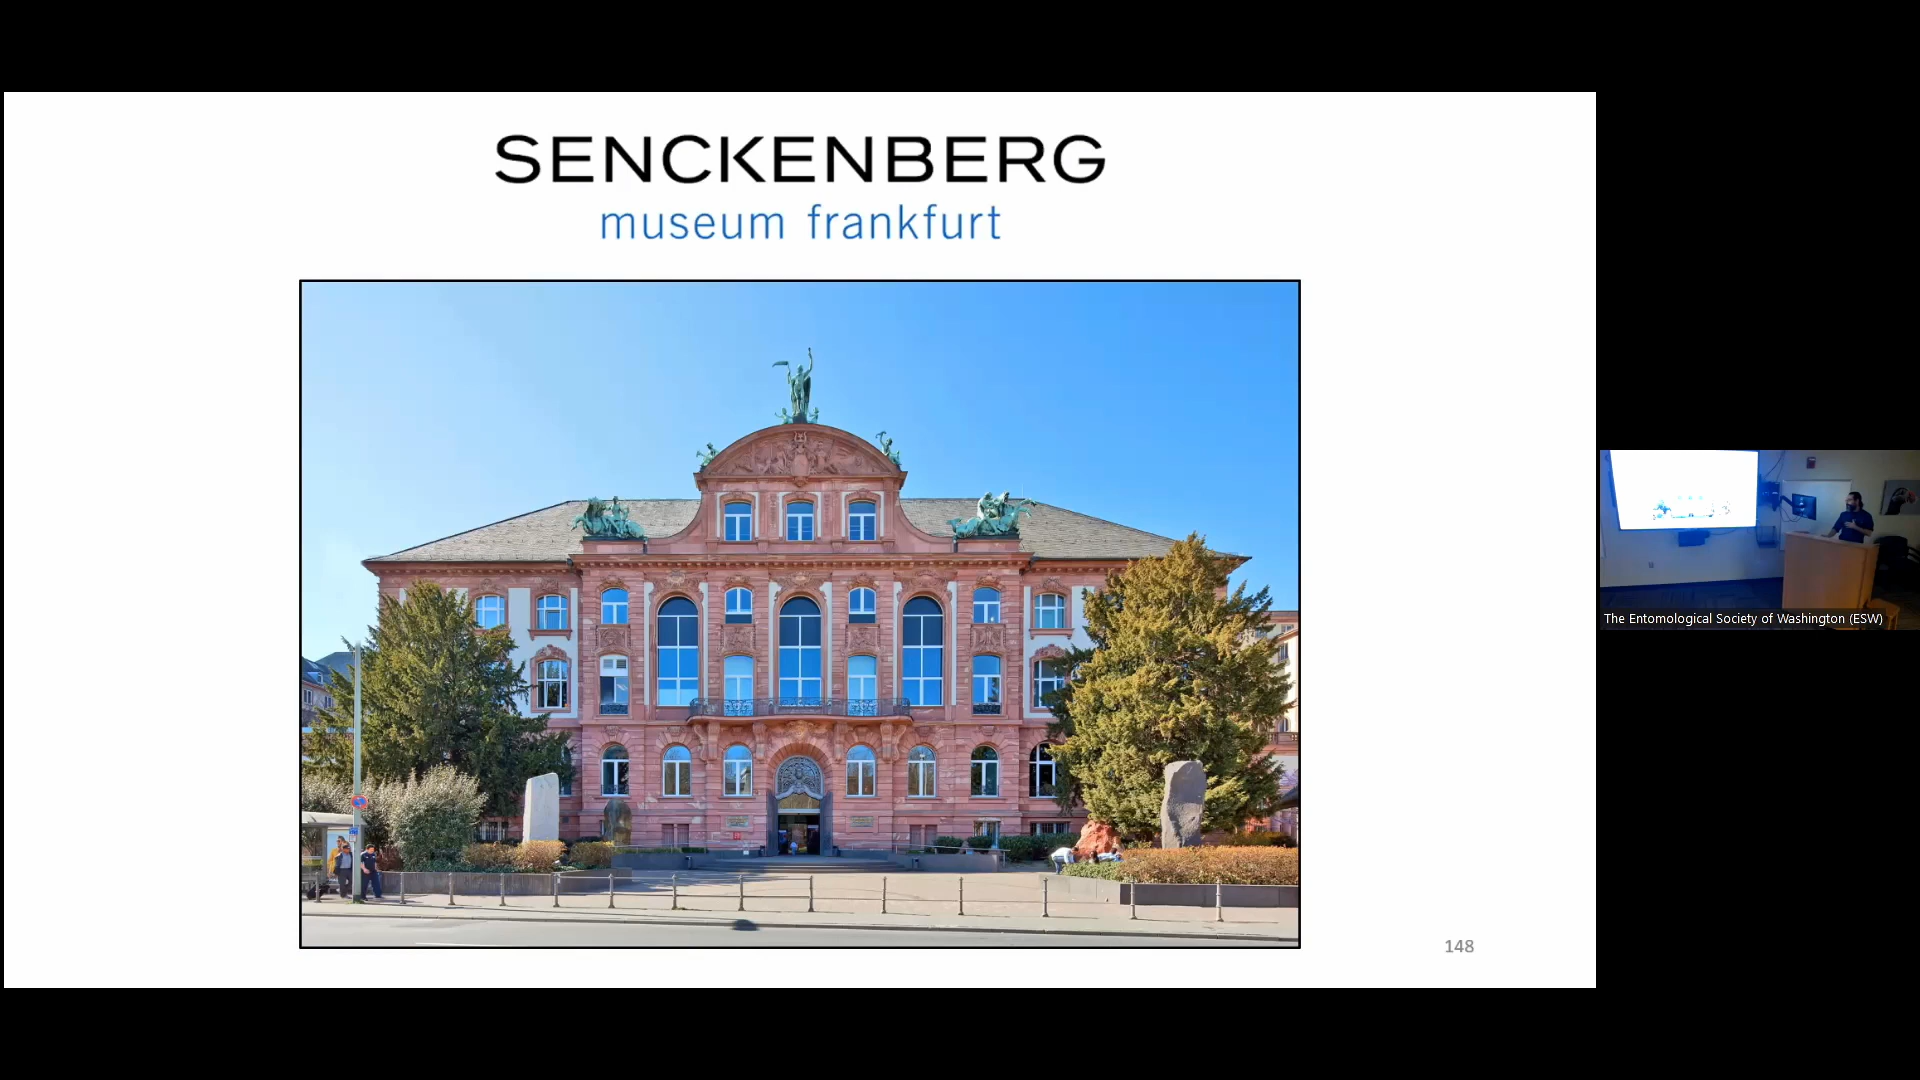 SENCKENBERG
museum frankfurt
148
The Entomological Society of Washington (ESW)